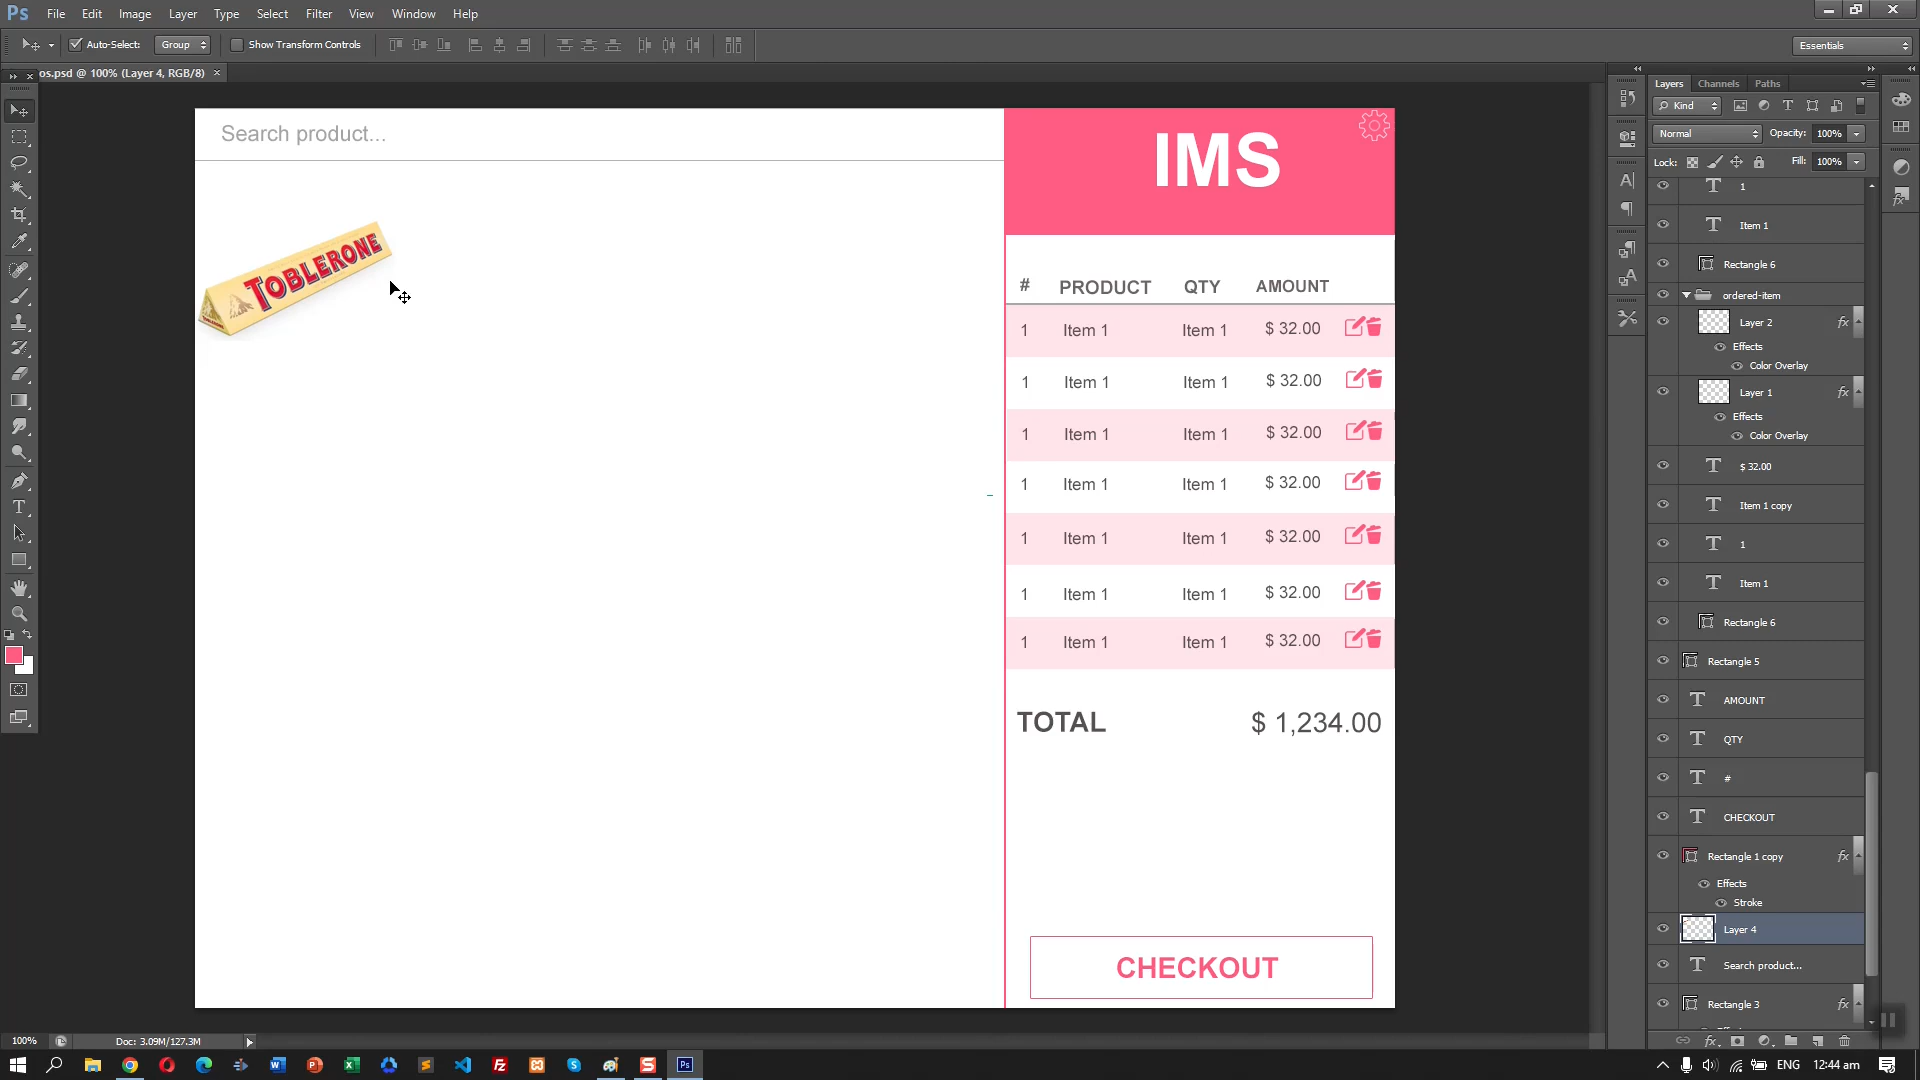 Ps File Edit Image Layer Type Select Filter 3D View Window Help
Auto-Select: Group Show Transform Controls Essentials
os.psd @ 100% (Layer 4, RGB/8) ×
Layers Channels Paths
Kind
Normal Opacity: 100%
Lock: Fill: 100%
Search product...
IMS
TOBLERONE
# PRODUCT QTY AMOUNT
1 Item 1 Item 1 $ 32.00
1 Item 1 Item 1 $ 32.00
1 Item 1 Item 1 $ 32.00
1 Item 1 Item 1 $ 32.00
1 Item 1 Item 1 $ 32.00
1 Item 1 Item 1 $ 32.00
1 Item 1 Item 1 $ 32.00
TOTAL $ 1,234.00
CHECKOUT
1
Item 1
Rectangle 6
ordered-item
Layer 2 fx
Effects
Color Overlay
Layer 1 fx
Effects
Color Overlay
$ 32.00
Item 1 copy
1
Item 1
Rectangle 6
Rectangle 5
AMOUNT
QTY
#
CHECKOUT
Rectangle 1 copy fx
Effects
Stroke
Layer 4
Search product...
Rectangle 3 fx
100% Doc: 3.09M/127.3M
ENG 12:44 am